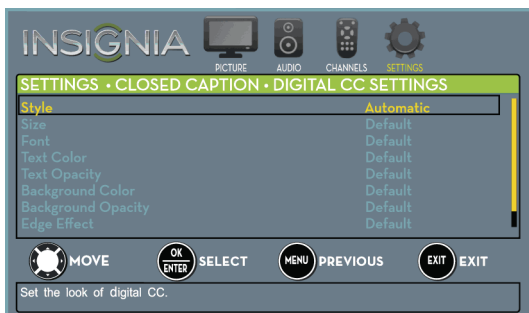 INSIGNIA
PICTURE AUDIO CHANNELS SETTINGS
SETTINGS • CLOSED CAPTION • DIGITAL CC SETTINGS
Style Automatic
Size Default
Font Default
Text Color Default
Text Opacity Default
Background Color Default
Background Opacity Default
Edge Effect Default
MOVE OK ENTER SELECT MENU PREVIOUS EXIT EXIT
Set the look of digital CC.